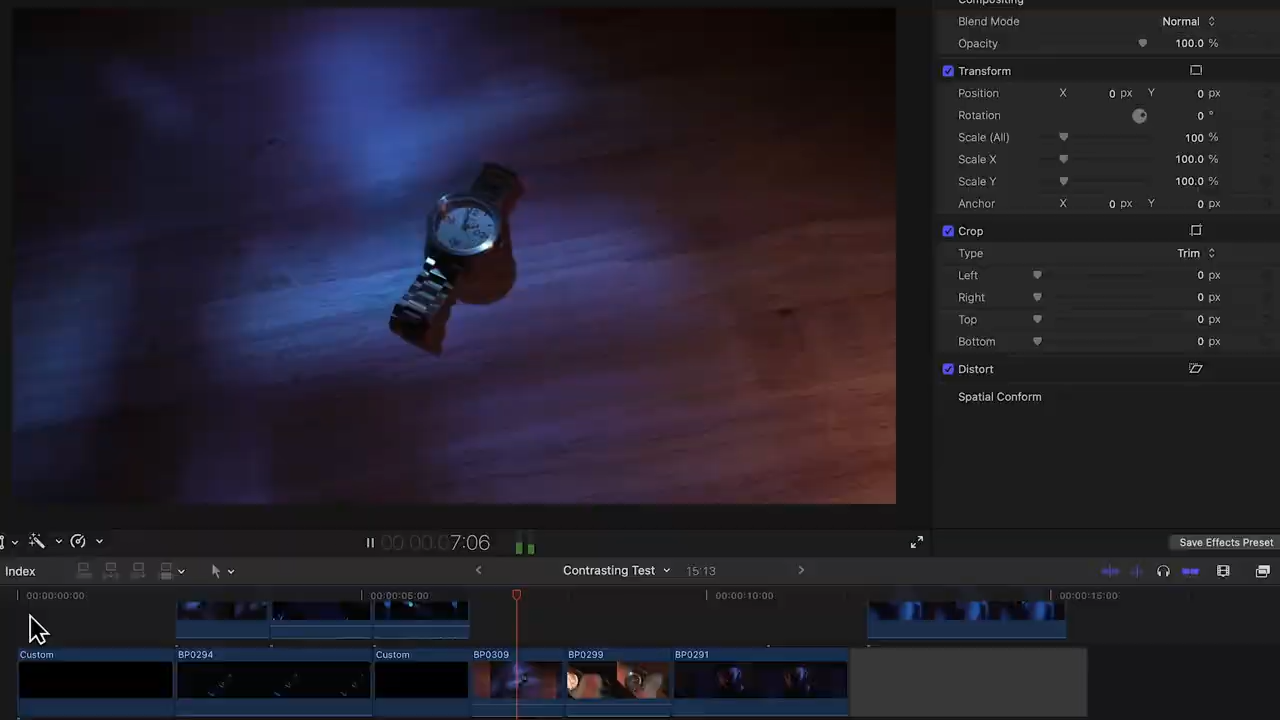 Compositing
Blend Mode Normal
Opacity 100.0 %
Transform
Position X 0 px Y 0 px
Rotation 0 °
Scale (All) 100 %
Scale X 100.0 %
Scale Y 100.0 %
Anchor X 0 px Y 0 px
Crop
Type Trim
Left 0 px
Right 0 px
Top 0 px
Bottom 0 px
Distort
Spatial Conform
00:00:07:06
Save Effects Preset
Index
Contrasting Test
15:13
00:00:00:00
00:00:05:00
00:00:10:00
00:00:15:00
Custom
BP0294
Custom
BP0309
BP0299
BP0291